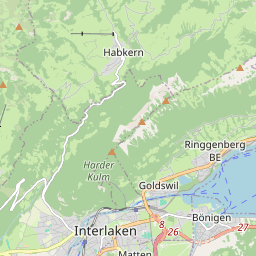 Habkern
Ringgenberg
BE
Harder
Kulm
Goldswil
Bönigen
8
26
27
Interlaken
Matten